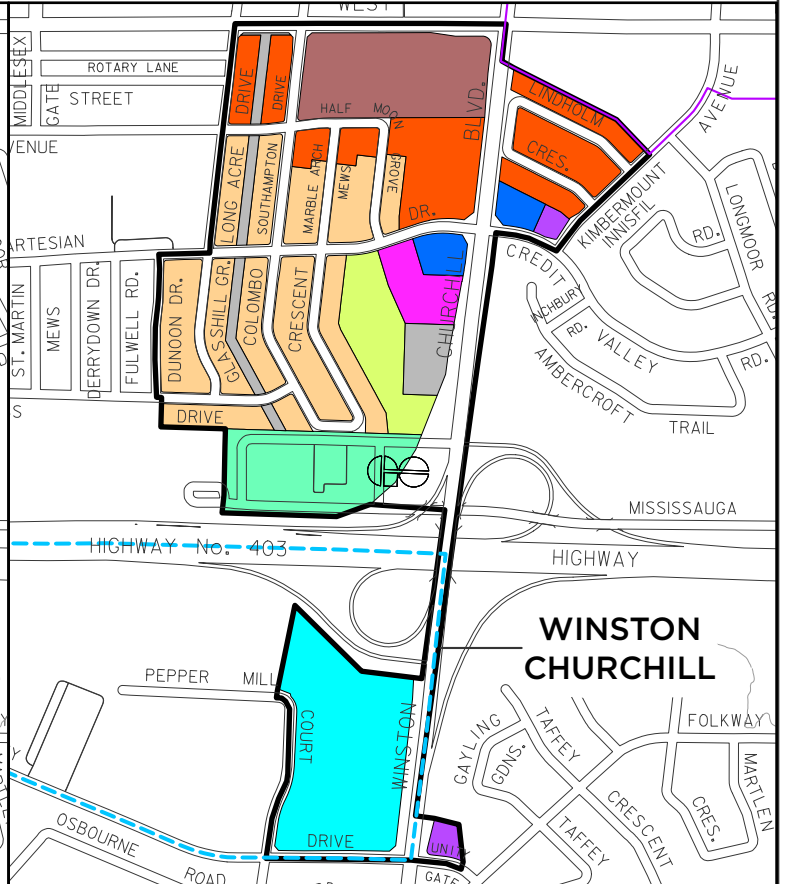 WEST
MIDDLESEX
GATE
ROTARY LANE
STREET
DRIVE
DRIVE
HALF
MOON
GROVE
BLVD.
LINDHOLM
CRES.
AVENUE
VENUE
LONG ACRE
SOUTHAMPTON
MARBLE ARCH
MEWS
DR.
KIMBERMOUNT
INNISFIL
RD.
LONGMOOR
RD.
ARTESIAN
CREDIT
VALLEY
RD.
INCHBURY
RD.
AMBERCROFT
TRAIL
ST. MARTIN
MEWS
DERRYDOWN DR.
FULWELL RD.
DUNOON DR.
GLASSHILL GR.
COLOMBO
CRESCENT
CHURCHILL
S
DRIVE
MISSISSAUGA
HIGHWAY No. 403
HIGHWAY
WINSTON
CHURCHILL
PEPPER MILL
COURT
WINSTON
GAYLING
GDNS.
TAFFEY
CRESCENT
TAFFEY
FOLKWAY
MARTLEN
CRES.
Y
OSBOURNE
ROAD
DRIVE
UNITY
GATE